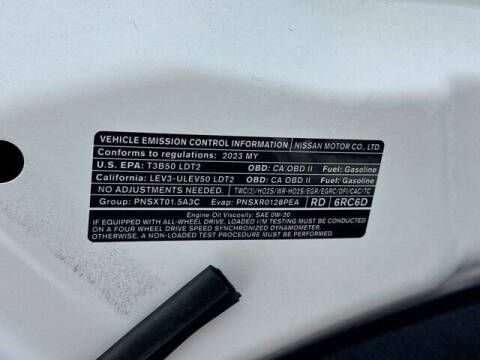 VEHICLE EMISSION CONTROL INFORMATION NISSAN MOTOR CO., LTD.
Conforms to regulations: 2023 MY
U.S. EPA: T3B50 LDT2 OBD: CA OBD II Fuel: Gasoline
California: LEV3-ULEV50 LDT2 OBD: CA OBD II Fuel: Gasoline
NO ADJUSTMENTS NEEDED. TWC(2)/HO2S/WR-HO2S/EGR/EGRC/DFI/CAC/TC
Group: PNSXT01.5A3C Evap: PNSXR0128PEA RD 6RC6D
Engine Oil Viscosity: SAE 0W-20
IF EQUIPPED WITH ALL-WHEEL DRIVE, LOADED I/M TESTING MUST BE CONDUCTED
ON A FOUR WHEEL DRIVE SPEED SYNCHRONIZED DYNAMOMETER.
OTHERWISE, A NON-LOADED TEST PROCEDURE MUST BE PERFORMED.